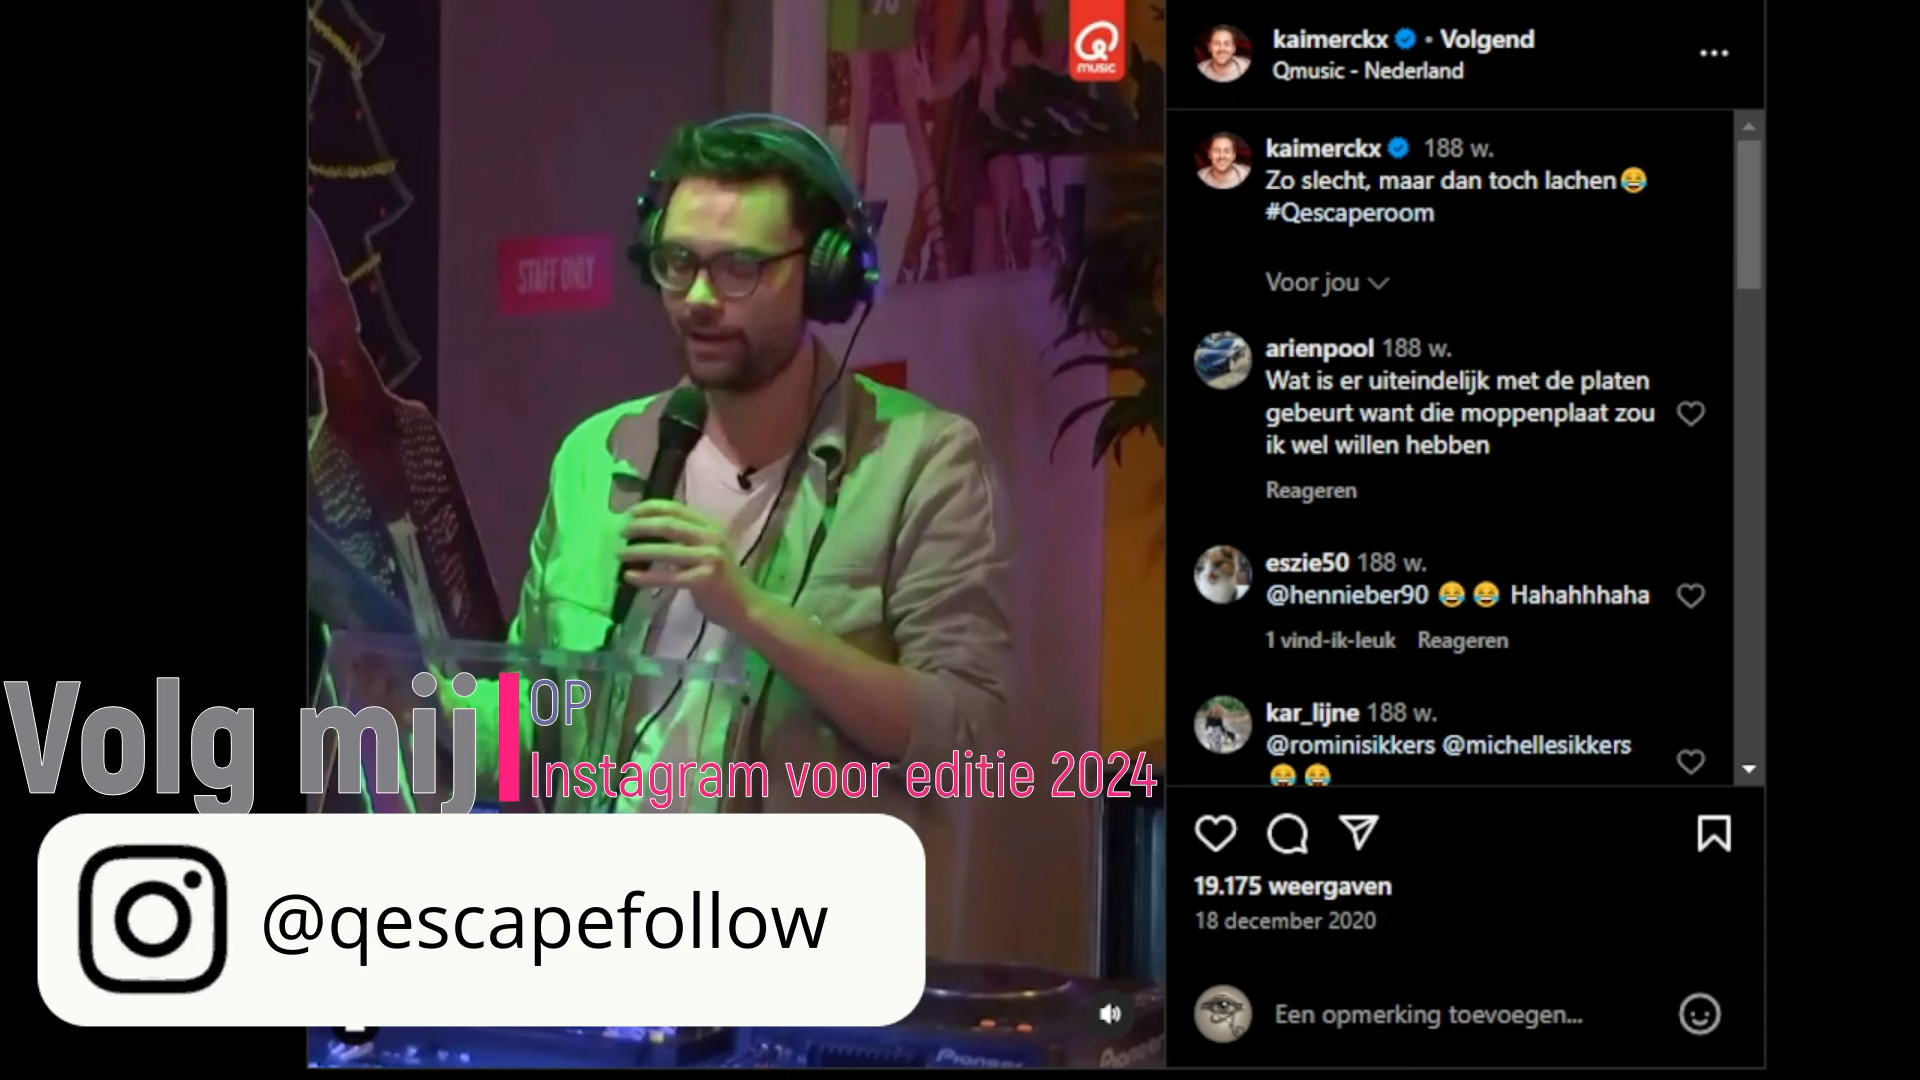 Q
music
STAFF ONLY
kaimerckx • Volgend
Qmusic - Nederland
kaimerckx 188 w.
Zo slecht, maar dan toch lachen😂
#Qescaperoom
Voor jou
arienpool 188 w.
Wat is er uiteindelijk met de platen
gebeurt want die moppenplaat zou
ik wel willen hebben
Reageren
eszie50 188 w.
@hennieber90 😂 😂 Hahahhhaha
1 vind-ik-leuk Reageren
kar_lijne 188 w.
@rominisikkers @michellesikkers
😂 😂
19.175 weergaven
18 december 2020
Een opmerking toevoegen...
Volg mij
OP
Instagram voor editie 2024
@qescapefollow
Pioneer
Pioneer